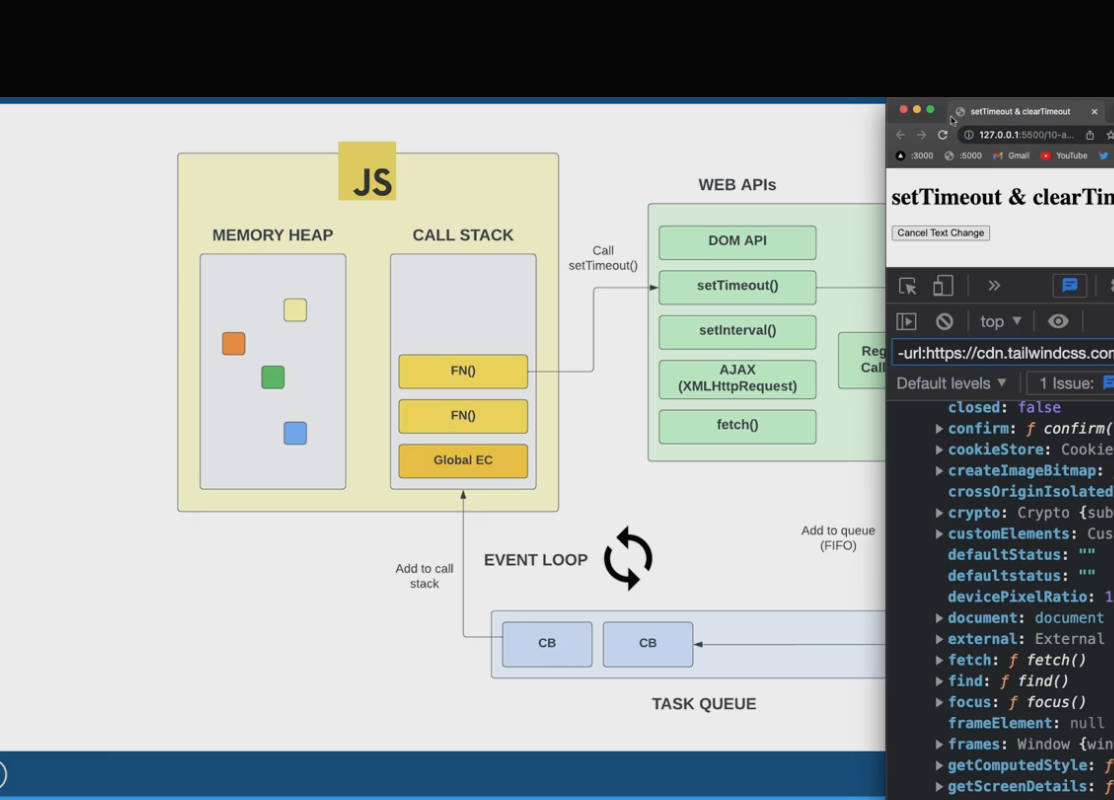 JS
MEMORY HEAP
CALL STACK
FN()
FN()
Global EC
Call
setTimeout()
WEB APIs
DOM API
setTimeout()
setInterval()
AJAX
(XMLHttpRequest)
fetch()
Reg
Call
Add to queue
(FIFO)
EVENT LOOP
Add to call
stack
CB
CB
TASK QUEUE
setTimeout & clearTimeout
127.0.0.1:5500/10-a...
:3000 :5000 Gmail YouTube
setTimeout & clearTim
Cancel Text Change
top
-url:https://cdn.tailwindcss.com
Default levels 1 Issue:
closed: false
confirm: ƒ confirm(
cookieStore: Cookie
createImageBitmap:
crossOriginIsolated
crypto: Crypto {sub
customElements: Cus
defaultStatus: ""
defaultstatus: ""
devicePixelRatio: 1
document: document
external: External
fetch: ƒ fetch()
find: ƒ find()
focus: ƒ focus()
frameElement: null
frames: Window {win
getComputedStyle: ƒ
getScreenDetails: ƒ